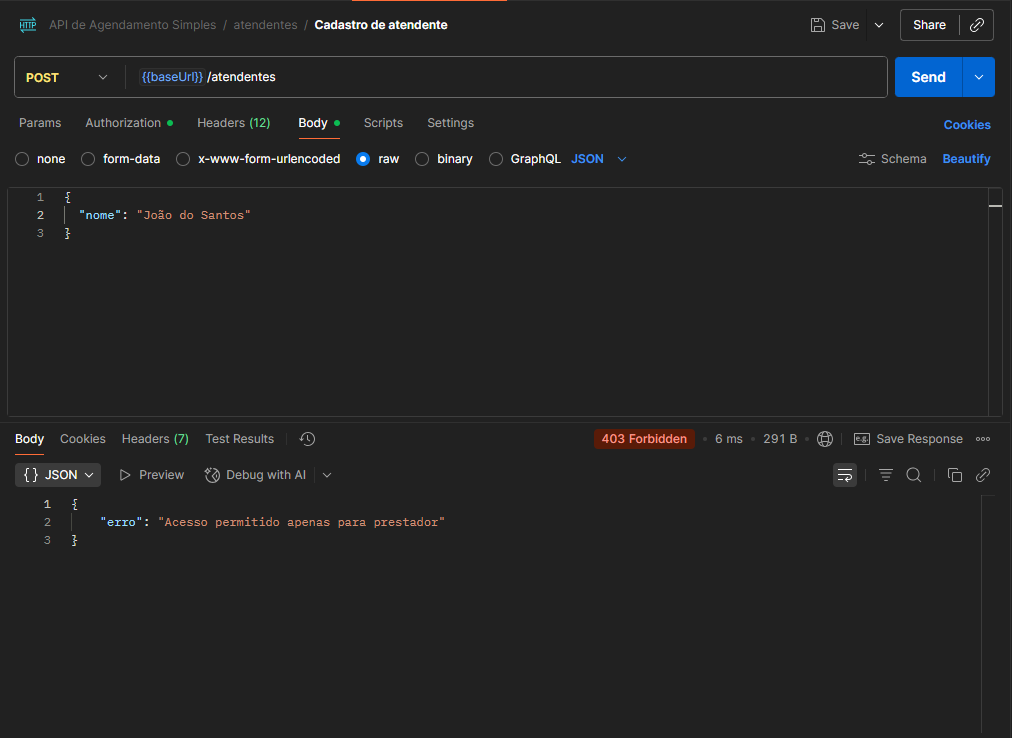 HTTP API de Agendamento Simples / atendentes / Cadastro de atendente Save Share
POST {{baseUrl}} /atendentes Send
Params Authorization Headers (12) Body Scripts Settings Cookies
none form-data x-www-form-urlencoded raw binary GraphQL JSON Schema Beautify
1 {
2 "nome": "João do Santos"
3 }
Body Cookies Headers (7) Test Results 403 Forbidden • 6 ms • 291 B • e.g. Save Response
{} JSON Preview Debug with AI
1 {
2 "erro": "Acesso permitido apenas para prestador"
3 }